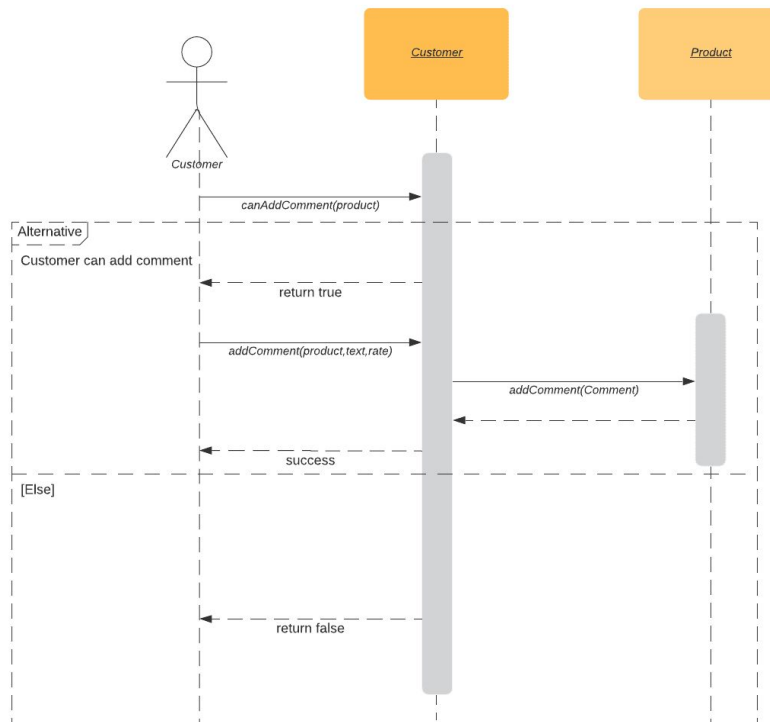 Customer
Product
Customer
canAddComment(product)
Alternative
Customer can add comment
return true
addComment(product,text,rate)
addComment(Comment)
success
[Else]
return false